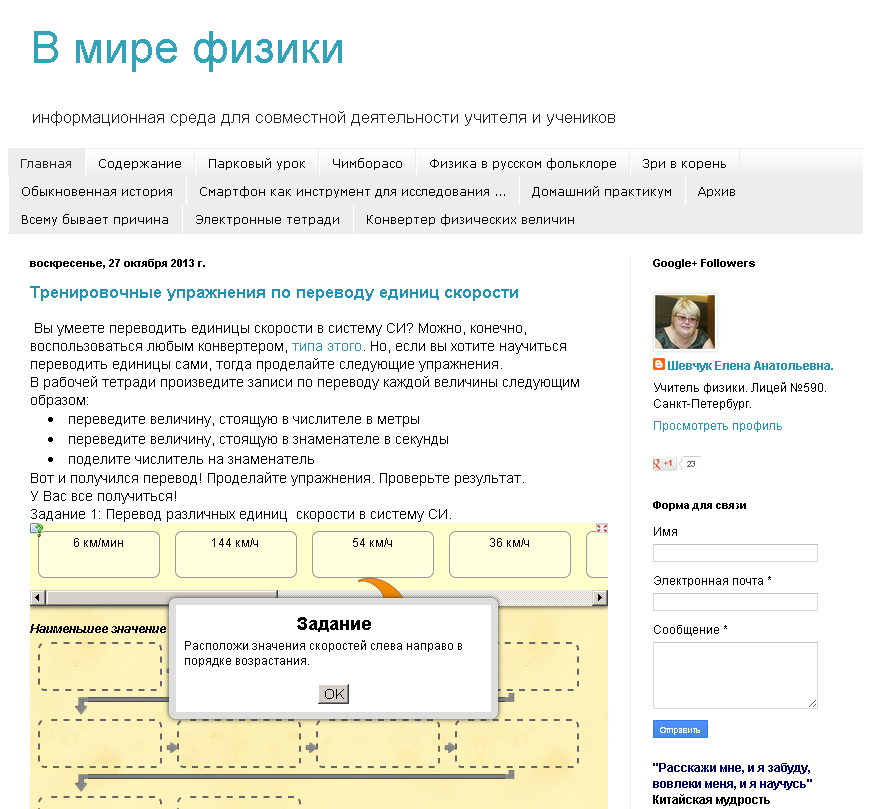 В мире физики
информационная среда для совместной деятельности учителя и учеников
Главная Содержание Парковый урок Чимборасо Физика в русском фольклоре Зри в корень
Обыкновенная история Смартфон как инструмент для исследования ... Домашний практикум Архив
Всему бывает причина Электронные тетради Конвертер физических величин
воскресенье, 27 октября 2013 г.
Тренировочные упражнения по переводу единиц скорости
Вы умеете переводить единицы скорости в систему СИ? Можно, конечно,
воспользоваться любым конвертером, типа этого. Но, если вы хотите научиться
переводить единицы сами, тогда проделайте следующие упражнения.
В рабочей тетради произведите записи по переводу каждой величины следующим
образом:
• переведите величину, стоящую в числителе в метры
• переведите величину, стоящую в знаменателе в секунды
• поделите числитель на знаменатель
Вот и получился перевод! Проделайте упражнения. Проверьте результат.
У Вас все получиться!
Задание 1: Перевод различных единиц скорости в систему СИ.
6 км/мин 144 км/ч 54 км/ч 36 км/ч
Наименьшее значение
Задание
Расположи значения скоростей слева направо в
порядке возрастания.
OK
Google+ Followers
Шевчук Елена Анатольевна.
Учитель физики. Лицей №590.
Санкт-Петербург.
Просмотреть профиль
+1 23
Форма для связи
Имя
Электронная почта *
Сообщение *
Отправить
"Расскажи мне, и я забуду,
вовлеки меня, и я научусь"
Китайская мудрость